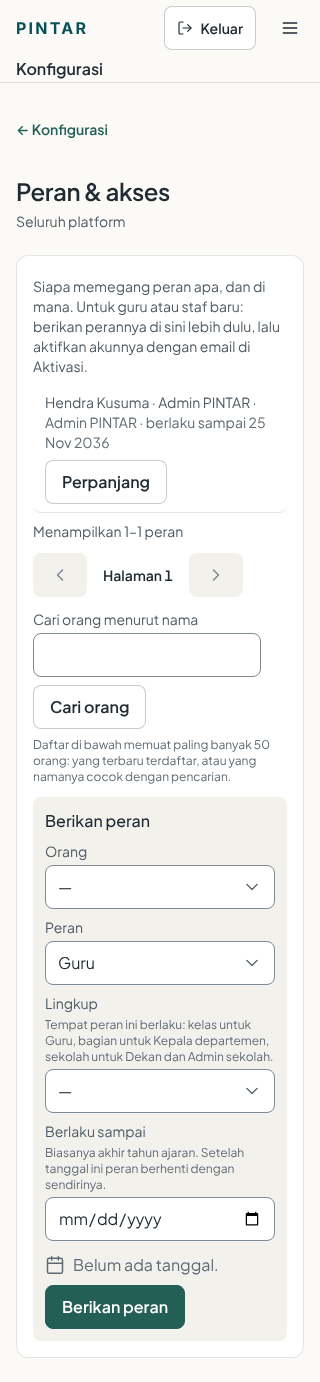 PINTAR
Keluar
Konfigurasi
← Konfigurasi
Peran & akses
Seluruh platform
Siapa memegang peran apa, dan di
mana. Untuk guru atau staf baru:
berikan perannya di sini lebih dulu, lalu
aktifkan akunnya dengan email di
Aktivasi.
Hendra Kusuma · Admin PINTAR ·
Admin PINTAR · berlaku sampai 25
Nov 2036
Perpanjang
Menampilkan 1–1 peran
Halaman 1
Cari orang menurut nama
Cari orang
Daftar di bawah memuat paling banyak 50
orang: yang terbaru terdaftar, atau yang
namanya cocok dengan pencarian.
Berikan peran
Orang
—
Peran
Guru
Lingkup
Tempat peran ini berlaku: kelas untuk
Guru, bagian untuk Kepala departemen,
sekolah untuk Dekan dan Admin sekolah.
—
Berlaku sampai
Biasanya akhir tahun ajaran. Setelah
tanggal ini peran berhenti dengan
sendirinya.
mm/dd/yyyy
Belum ada tanggal.
Berikan peran